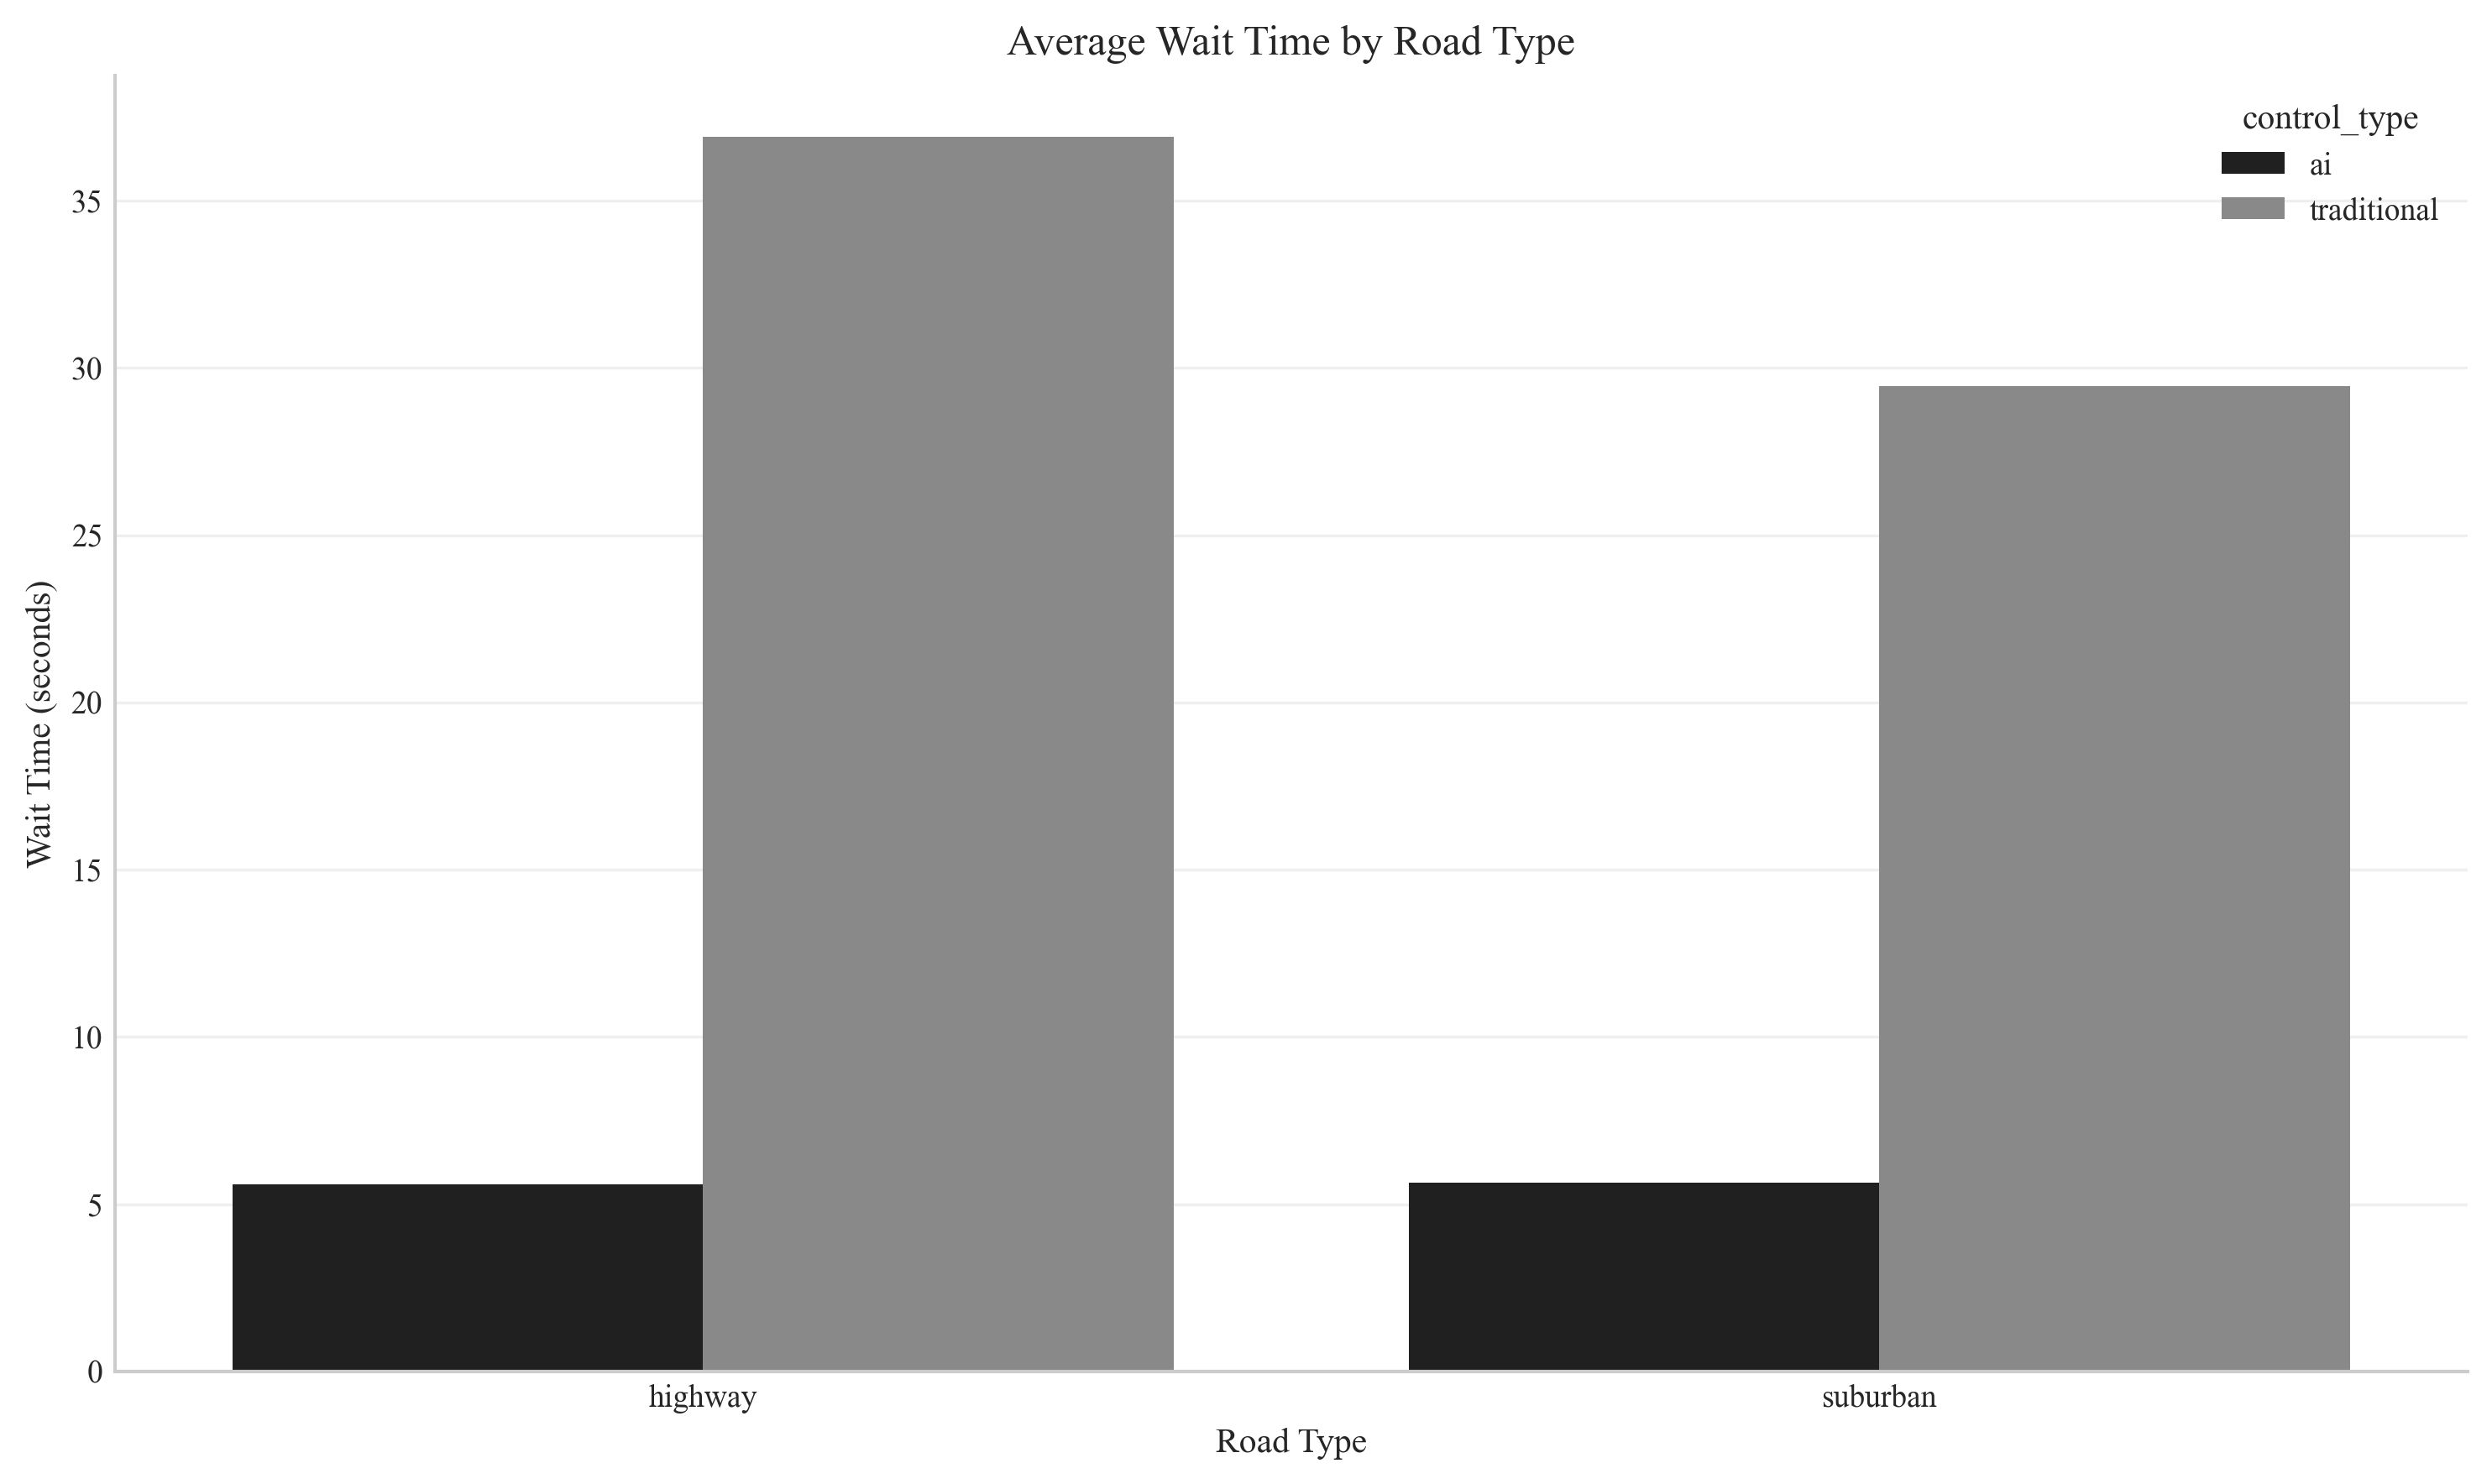 Average Wait Time by Road Type
control_type
ai
traditional
35
30
25
20
15
10
5
0
Wait Time (seconds)
highway
suburban
Road Type